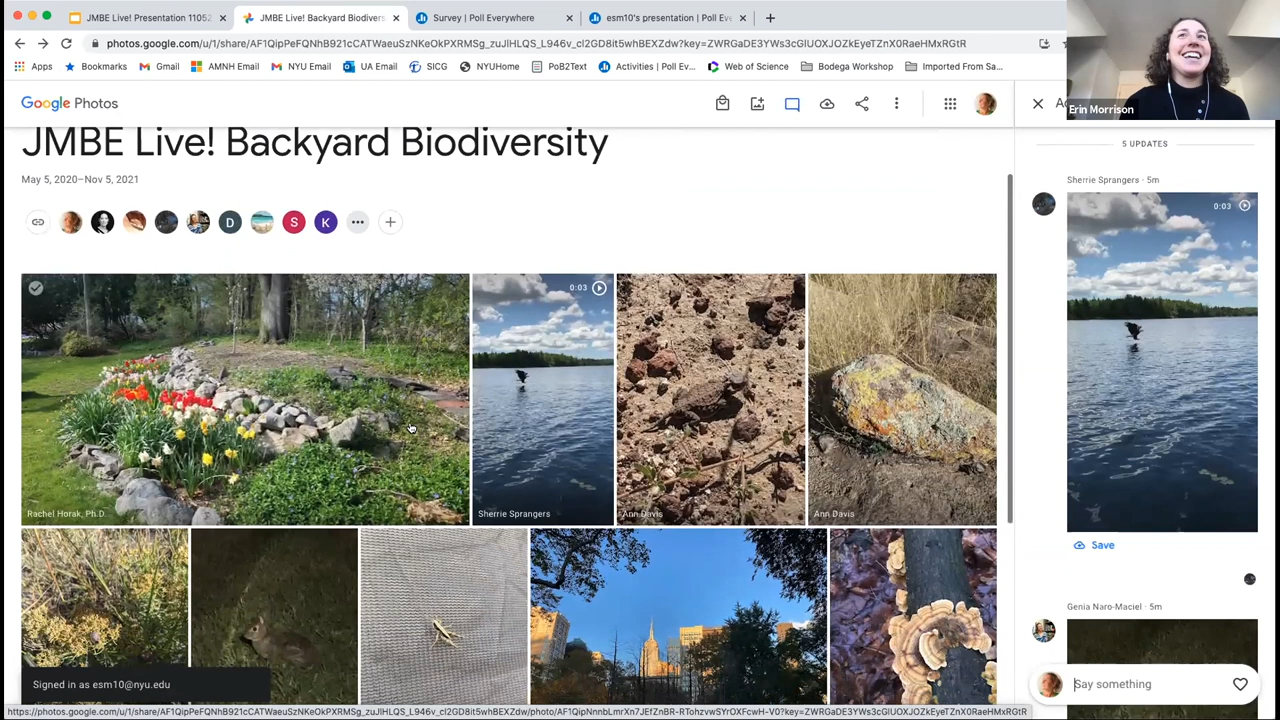 JMBE Live! Presentation 11052
JMBE Live! Backyard Biodivers
Survey | Poll Everywhere
esm10's presentation | Poll Ev
photos.google.com/u/1/share/AF1QipPeFQNhB921cCATWaeuSzNKeOkPXRMSg_zuJlHLQS_L946v_cl2GD8it5whBEXZdw?key=ZWRGaDE3YWs3cGlUOXJOZkEyeTZnX0RaeHMxRGtR
Apps
Bookmarks
Gmail
AMNH Email
NYU Email
UA Email
SICG
NYUHome
PoB2Text
Activities | Poll Ev...
Web of Science
Bodega Workshop
Imported From Sa...
Erin Morrison
Google Photos
JMBE Live! Backyard Biodiversity
May 5, 2020–Nov 5, 2021
D
S
K
5 UPDATES
Sherrie Sprangers · 5m
0:03
0:03
Rachel Horak, Ph.D.
Sherrie Sprangers
Ann Davis
Ann Davis
Save
Genia Naro-Maciel · 5m
Signed in as esm10@nyu.edu
Say something